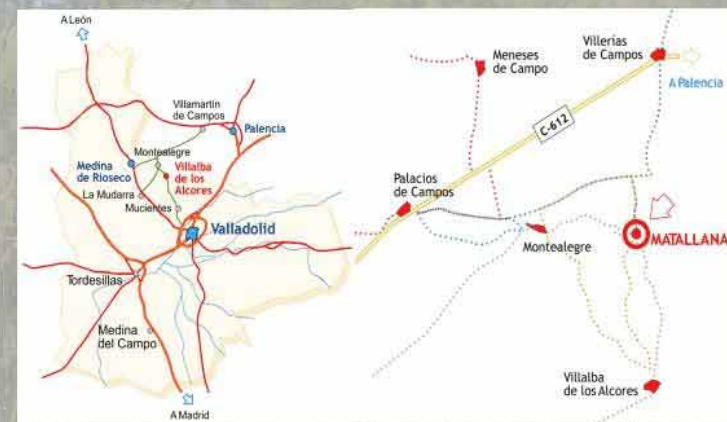 A León
Villamartín
de Campos
Palencia
Montealegre
Medina
de Rioseco
Villalba
de los
Alcores
La Mudarra
Mucientes
Valladolid
Tordesillas
Medina
del Campo
A Madrid
Meneses
de Campo
Villerías
de Campos
A Palencia
C-612
Palacios
de Campos
Montealegre
MATALLANA
Villalba
de los Alcores